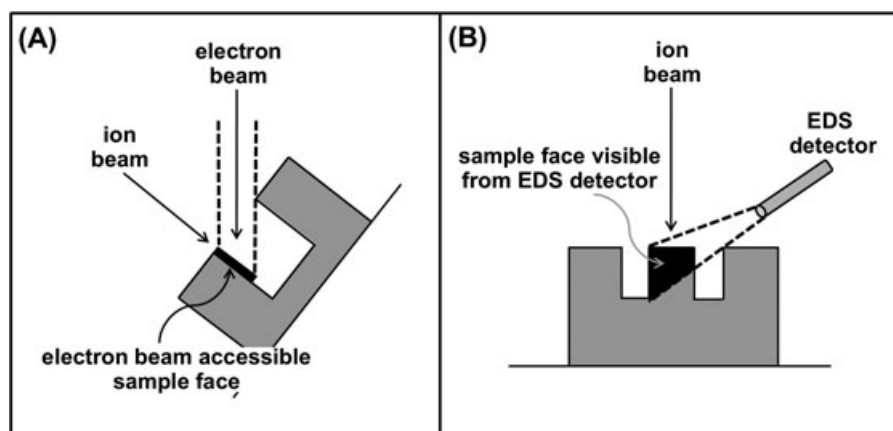 (A)
electron
beam
ion
beam
electron beam accessible
sample face
(B)
ion
beam
EDS
detector
sample face visible
from EDS detector